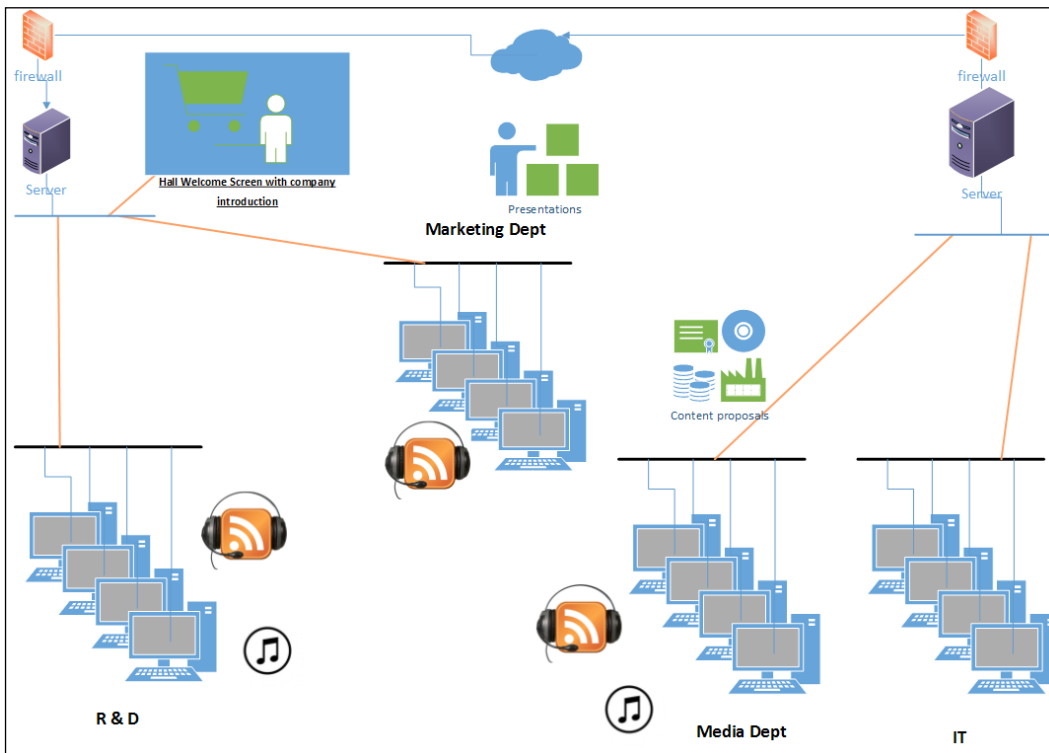 firewall
firewall
Server
Hall Welcome Screen with company
introduction
Presentations
Server
Marketing Dept
Content proposals
R & D
Media Dept
IT